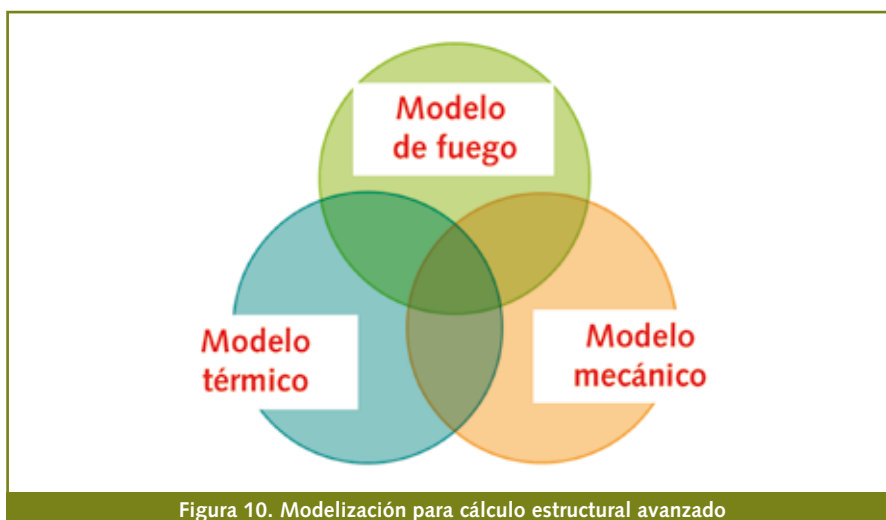 Modelo
de fuego
Modelo
térmico
Modelo
mecánico
Figura 10. Modelización para cálculo estructural avanzado